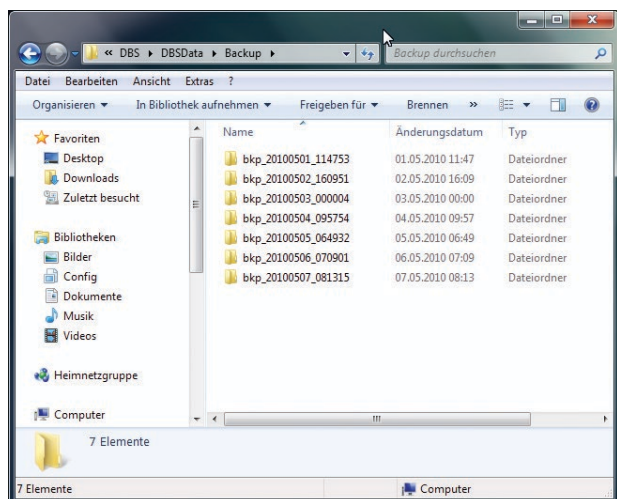 « DBS ▸ DBSData ▸ Backup ▸ Backup durchsuchen
Datei Bearbeiten Ansicht Extras ?
Organisieren ▼ In Bibliothek aufnehmen ▼ Freigeben für ▼ Brennen »
Name Änderungsdatum Typ
Favoriten
Desktop
Downloads
Zuletzt besucht
Bibliotheken
Bilder
Config
Dokumente
Musik
Videos
Heimnetzgruppe
Computer
bkp_20100501_114753 01.05.2010 11:47 Dateiordner
bkp_20100502_160951 02.05.2010 16:09 Dateiordner
bkp_20100503_000004 03.05.2010 00:00 Dateiordner
bkp_20100504_095754 04.05.2010 09:57 Dateiordner
bkp_20100505_064932 05.05.2010 06:49 Dateiordner
bkp_20100506_070901 06.05.2010 07:09 Dateiordner
bkp_20100507_081315 07.05.2010 08:13 Dateiordner
7 Elemente
7 Elemente Computer